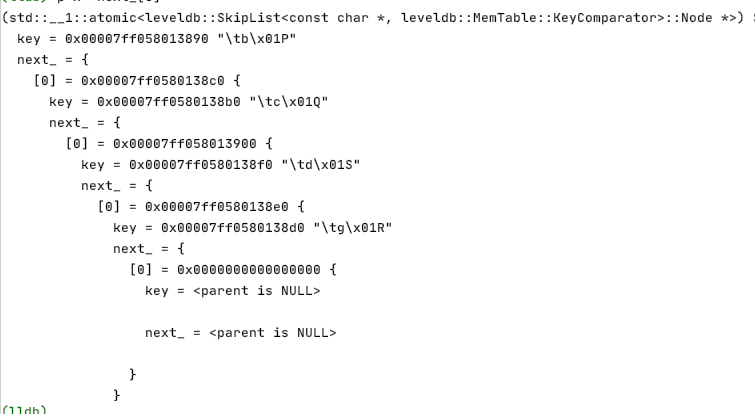 (std::__1::atomic<leveldb::SkipList<const char *, leveldb::MemTable::KeyComparator>::Node *>)
key = 0x00007ff058013890 "\tb\x01P"
next_ = {
[0] = 0x00007ff0580138c0 {
key = 0x00007ff0580138b0 "\tc\x01Q"
next_ = {
[0] = 0x00007ff058013900 {
key = 0x00007ff0580138f0 "\td\x01S"
next_ = {
[0] = 0x00007ff0580138e0 {
key = 0x00007ff0580138d0 "\tg\x01R"
next_ = {
[0] = 0x0000000000000000 {
key = <parent is NULL>
next_ = <parent is NULL>
}
}
(lldb)